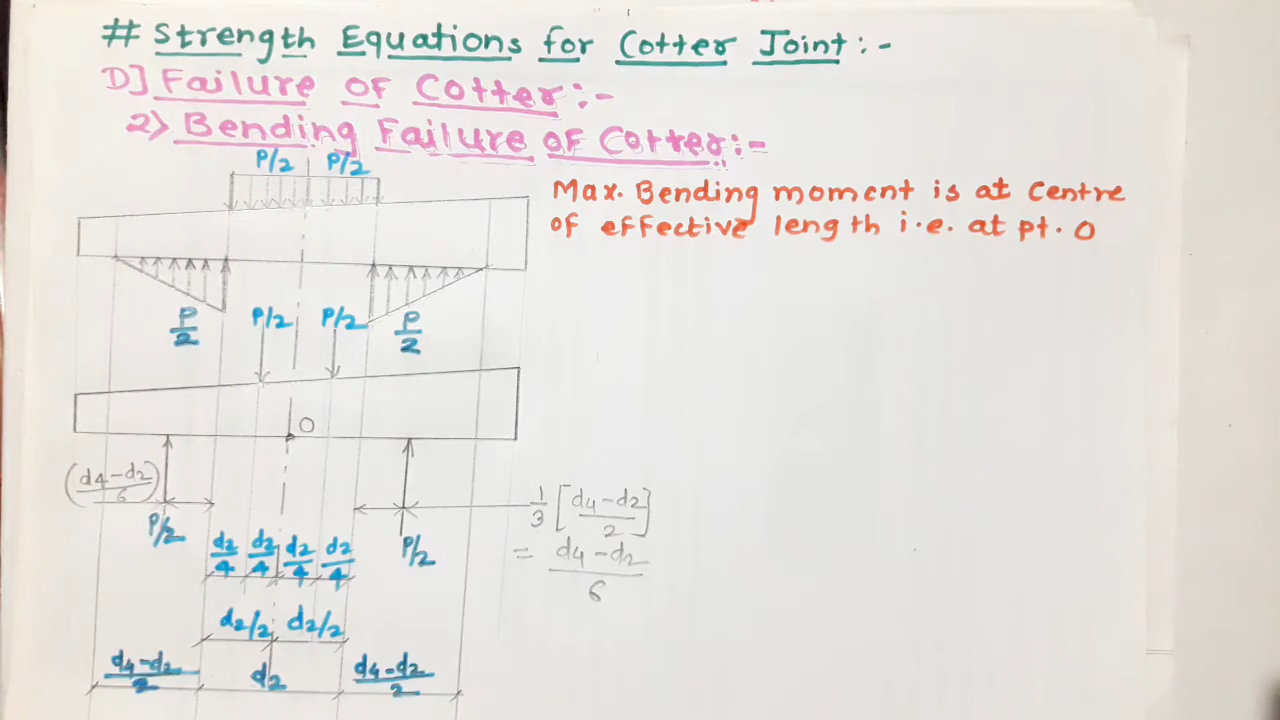 # Strength Equations for Cotter Joint:-
D] Failure of Cotter:-
2) Bending Failure of Cotter:-
P/2 P/2
Max. Bending moment is at centre
of effective length i.e. at pt. O
P/2 P/2 P/2 P/2
O
(d4-d2/6)
1/3 [d4-d2/2]
= d4-d2/6
P/2 P/2
d2/4 d2/4 d2/4 d2/4
d2/2 d2/2
d4-d2/2 d2 d4-d2/2